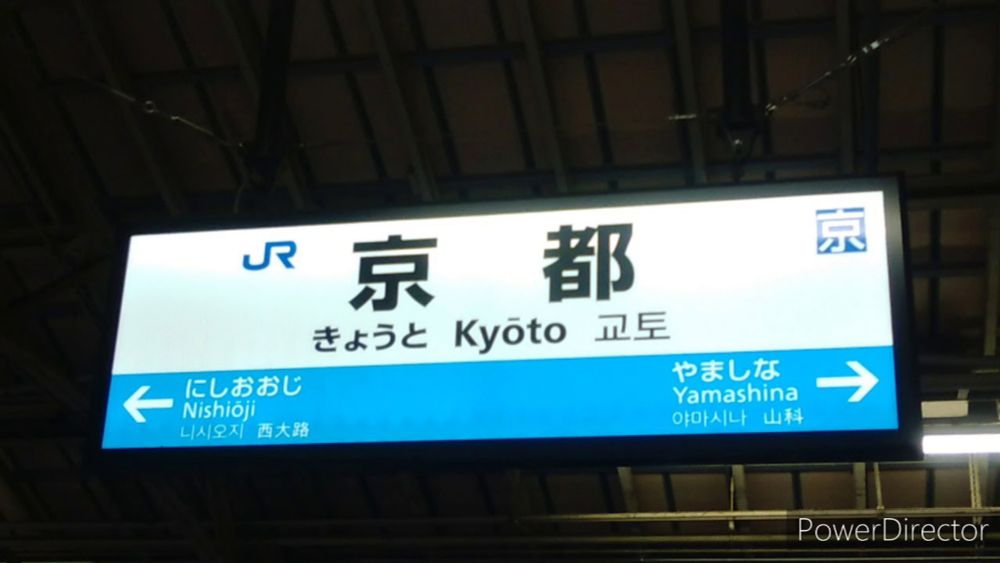 JR 京都 京
きょうと Kyōto 교토
にしおおじ
Nishiōji
니시오지 西大路
やましな
Yamashina
야마시나 山科
PowerDirector